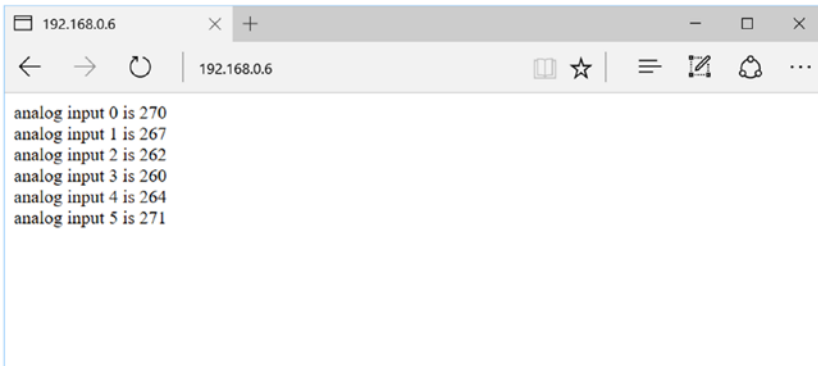 192.168.0.6
192.168.0.6
analog input 0 is 270
analog input 1 is 267
analog input 2 is 262
analog input 3 is 260
analog input 4 is 264
analog input 5 is 271